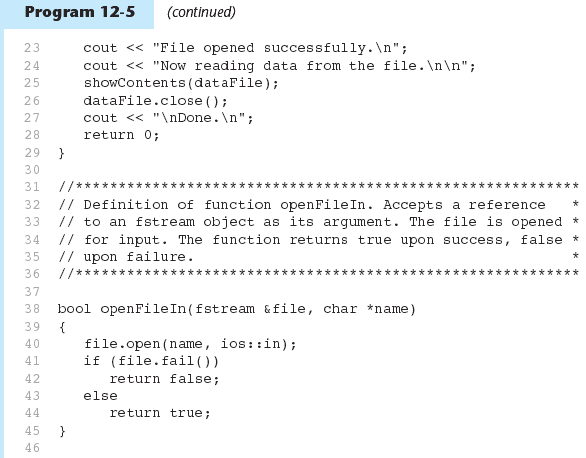 Program 12-5 (continued)
23 cout << "File opened successfully.\n";
24 cout << "Now reading data from the file.\n\n";
25 showContents(dataFile);
26 dataFile.close();
27 cout << "\nDone.\n";
28 return 0;
29 }
30
31 //***********************************************************
32 // Definition of function openFileIn. Accepts a reference *
33 // to an fstream object as its argument. The file is opened *
34 // for input. The function returns true upon success, false *
35 // upon failure. *
36 //***********************************************************
37
38 bool openFileIn(fstream &file, char *name)
39 {
40 file.open(name, ios::in);
41 if (file.fail())
42 return false;
43 else
44 return true;
45 }
46